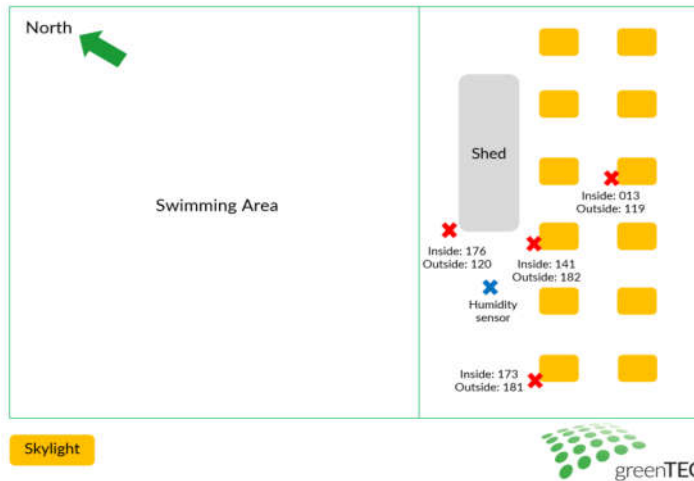 North
Shed
Swimming Area
Inside: 013
Outside: 119
Inside: 176
Outside: 120
Inside: 141
Outside: 182
Humidity
sensor
Inside: 173
Outside: 181
Skylight
greenTEG